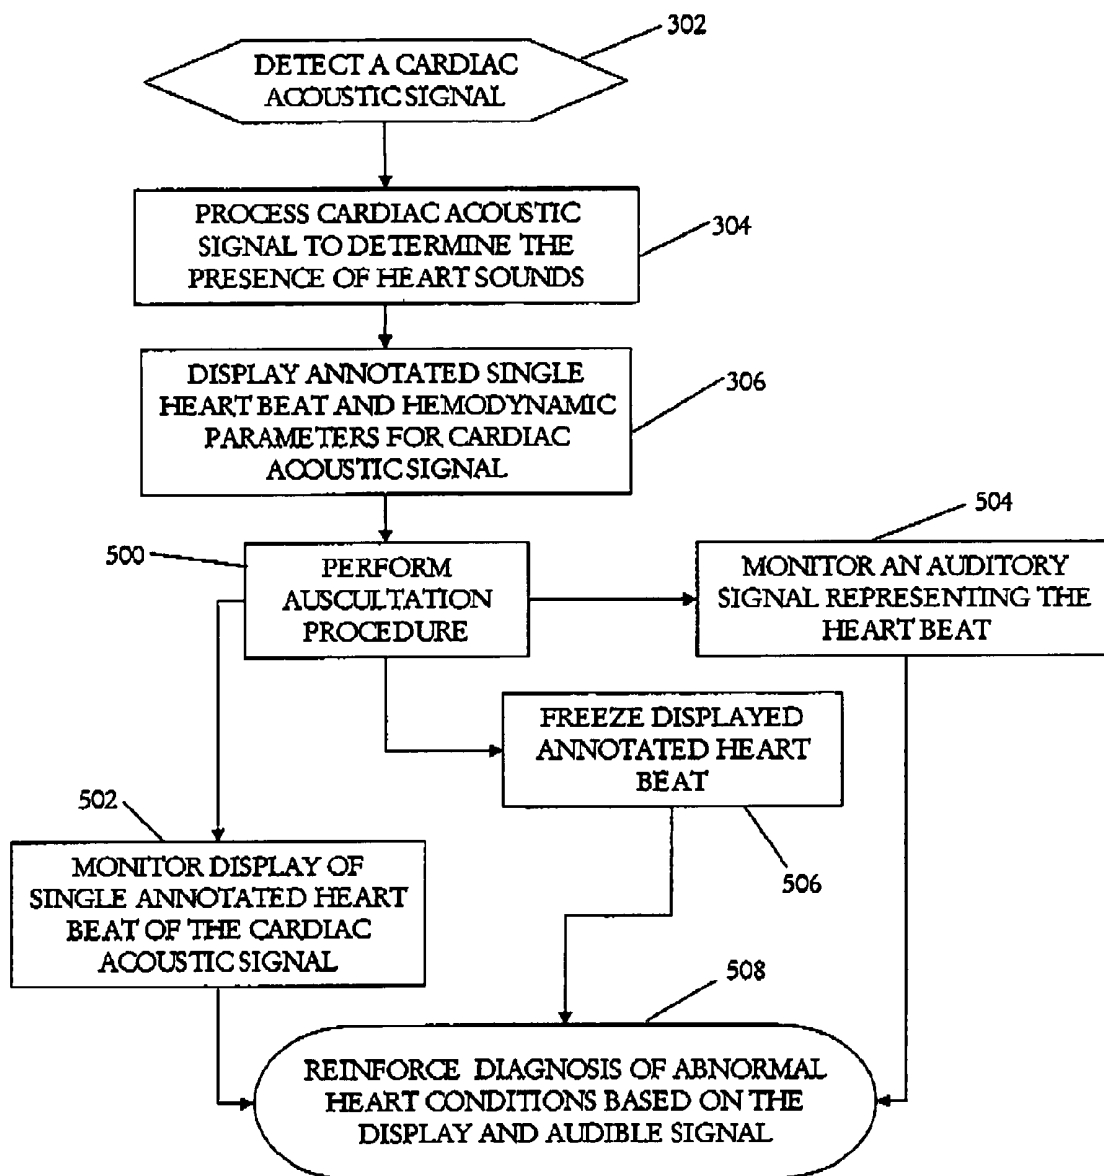 302
DETECT A CARDIAC
ACOUSTIC SIGNAL
PROCESS CARDIAC ACOUSTIC
SIGNAL TO DETERMINE THE
PRESENCE OF HEART SOUNDS
304
DISPLAY ANNOTATED SINGLE
HEART BEAT AND HEMODYNAMIC
PARAMETERS FOR CARDIAC
ACOUSTIC SIGNAL
306
500
PERFORM
AUSCULTATION
PROCEDURE
504
MONITOR AN AUDITORY
SIGNAL REPRESENTING THE
HEART BEAT
FREEZE DISPLAYED
ANNOTATED HEART
BEAT
506
502
MONITOR DISPLAY OF
SINGLE ANNOTATED HEART
BEAT OF THE CARDIAC
ACOUSTIC SIGNAL
508
REINFORCE DIAGNOSIS OF ABNORMAL
HEART CONDITIONS BASED ON THE
DISPLAY AND AUDIBLE SIGNAL